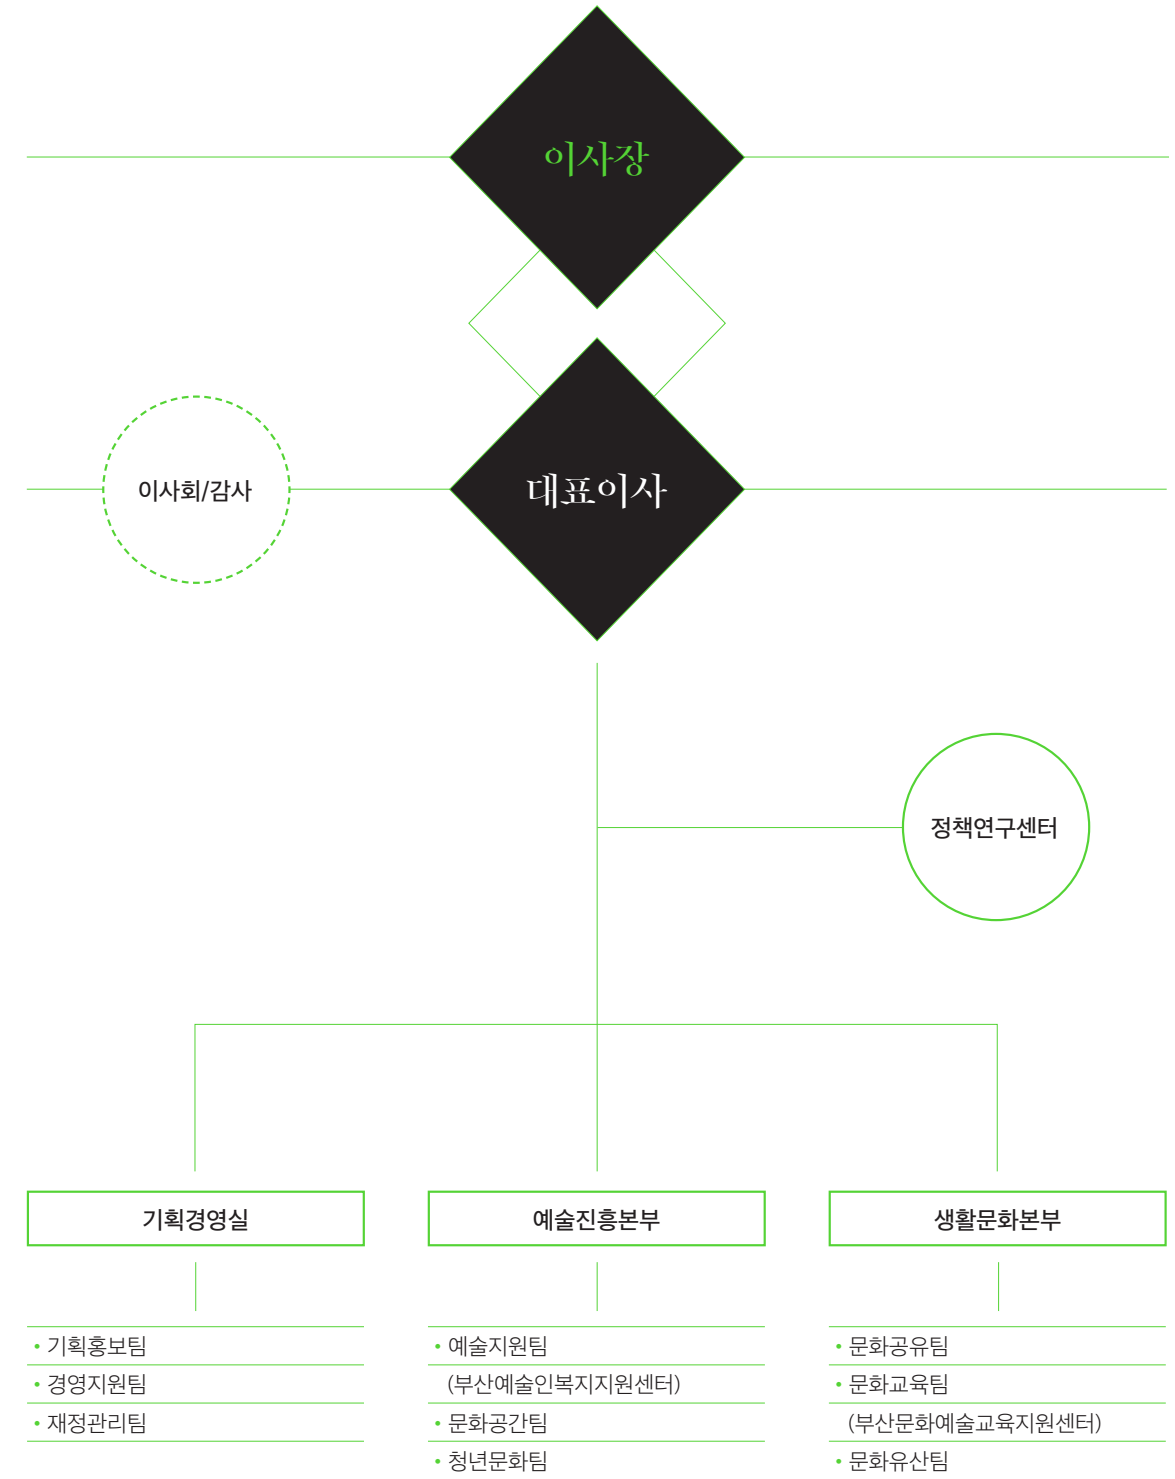 이사장
이사회/감사
대표이사
정책연구센터
기획경영실
• 기획홍보팀
• 경영지원팀
• 재정관리팀
예술진흥본부
• 예술지원팀
(부산예술인복지지원센터)
• 문화공간팀
• 청년문화팀
생활문화본부
• 문화공유팀
• 문화교육팀
(부산문화예술교육지원센터)
• 문화유산팀